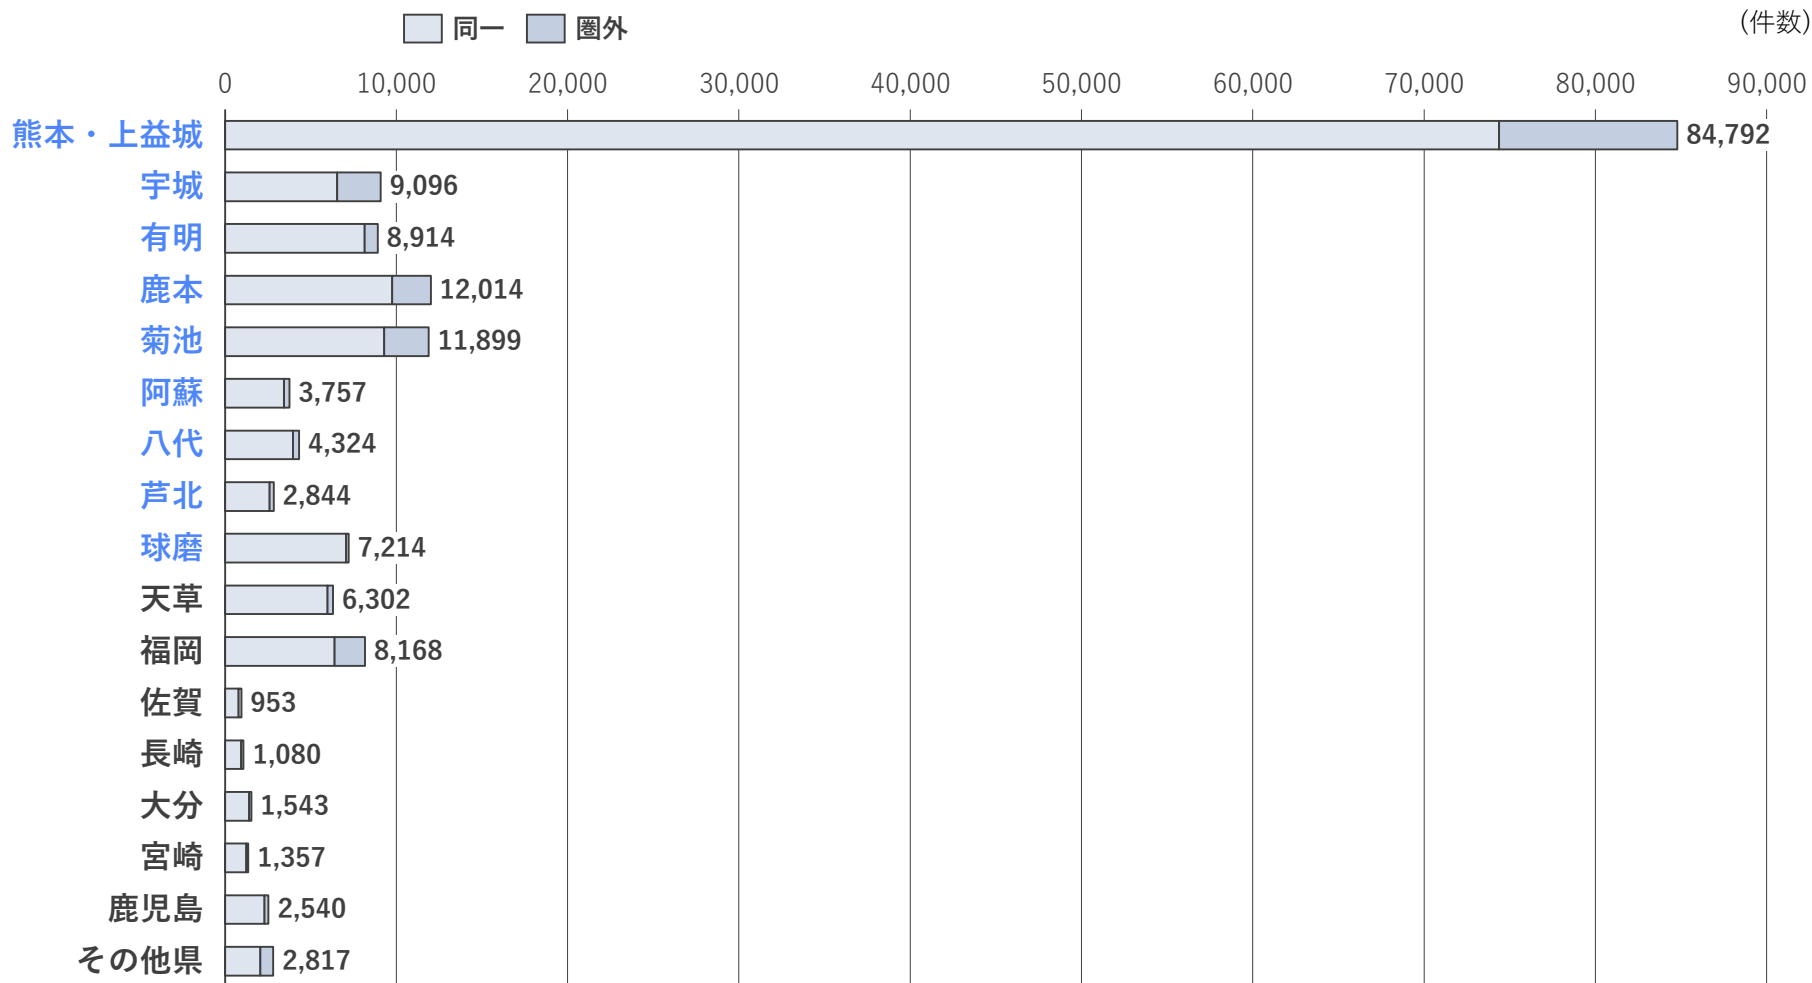 同一 圏外
(件数)
0 10,000 20,000 30,000 40,000 50,000 60,000 70,000 80,000 90,000
熊本・上益城 84,792
宇城 9,096
有明 8,914
鹿本 12,014
菊池 11,899
阿蘇 3,757
八代 4,324
芦北 2,844
球磨 7,214
天草 6,302
福岡 8,168
佐賀 953
長崎 1,080
大分 1,543
宮崎 1,357
鹿児島 2,540
その他県 2,817